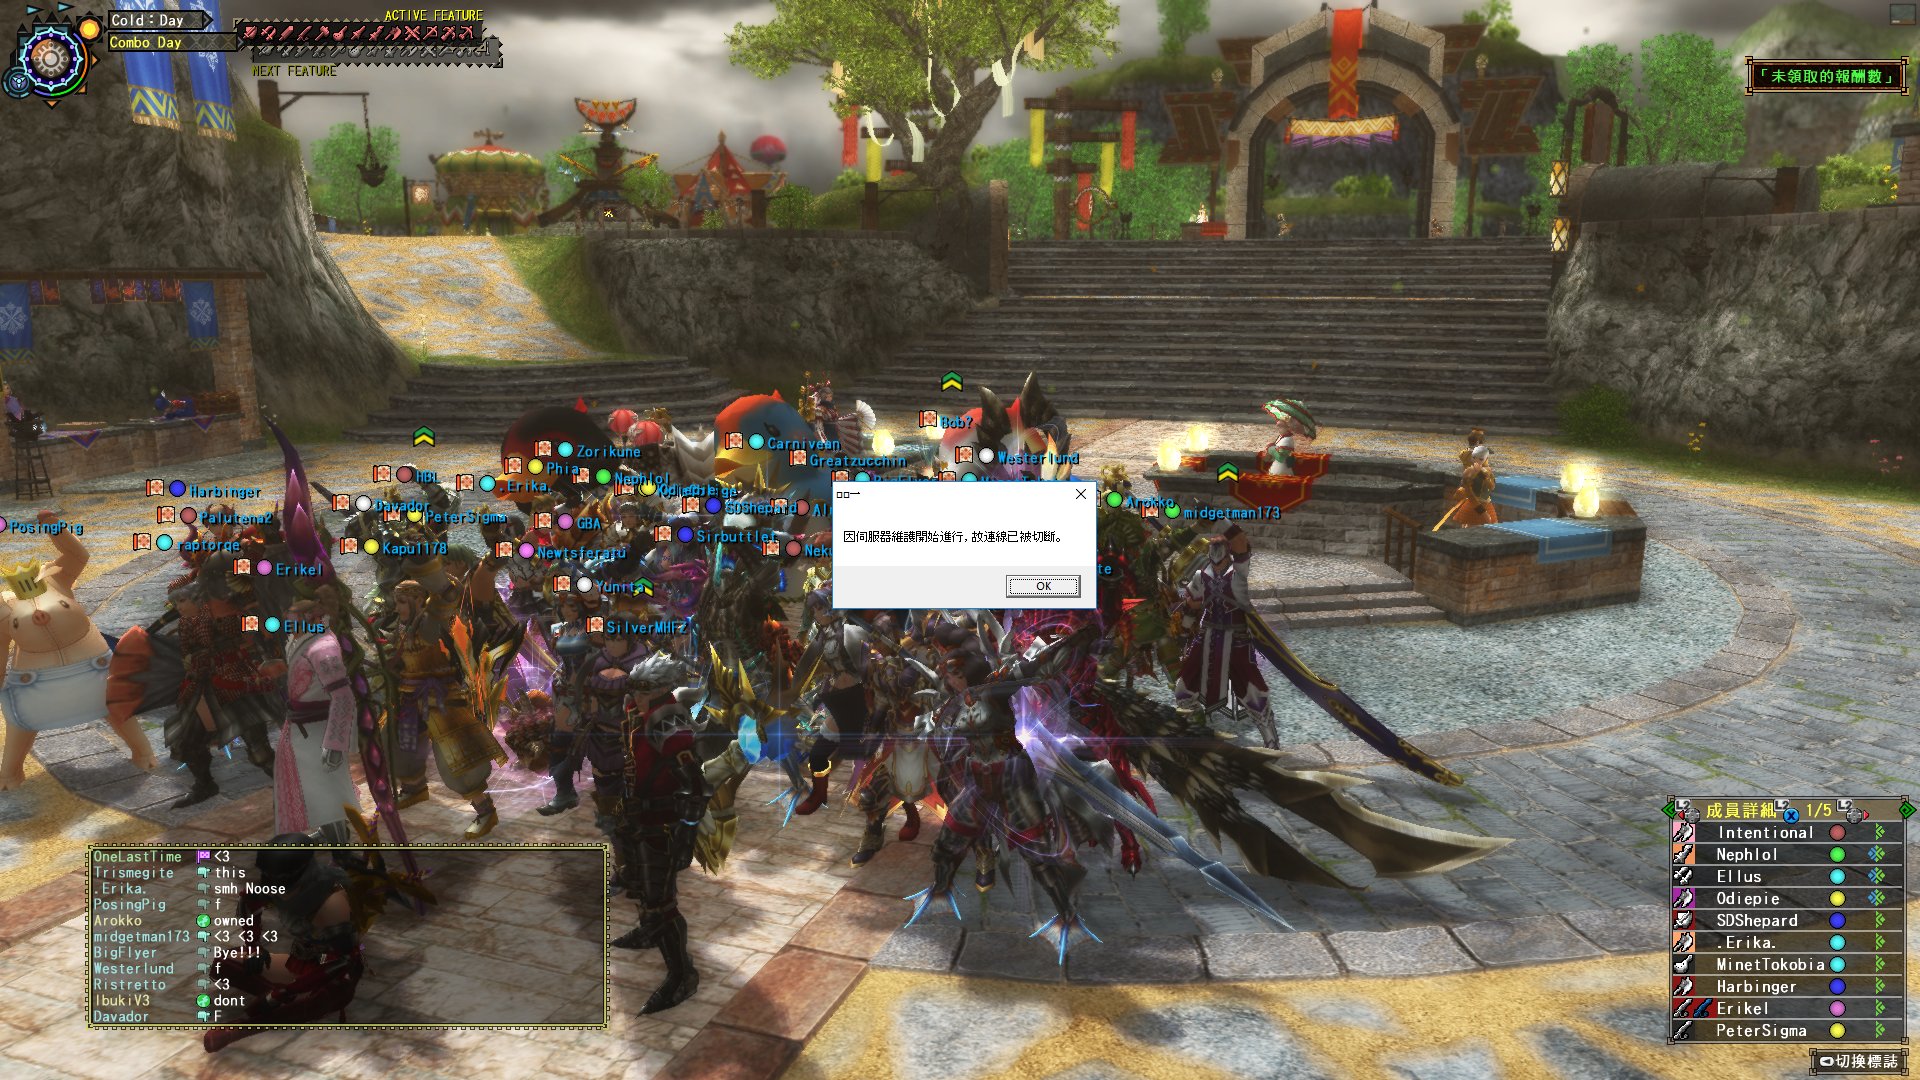 Cold：Day
Combo Day
ACTIVE FEATURE
NEXT FEATURE
「未領取的報酬數」
Bob?
Zorikune
Carnivean
Greatzucchin
Westerlund
Phia
HBL
.Erika.
Nephlol
Harbinger
Davador
PeterSigma
SDShepard
Arokko
midgetman173
Palutena2
GBA
PosingPig
raptorqe
Kapu1178
Newtsferatu
Sirbuttlet
Erikel
Yunita
Ellus
SilverMHFZ
因伺服器維護開始進行，故連線已被切斷。
OK
OneLastTime <3
Trismegite this
.Erika. smh Noose
PosingPig f
Arokko owned
midgetman173 <3 <3 <3
BigFlyer Bye!!!
Westerlund f
Ristretto <3
IbukiV3 dont
Davador F
成員詳細 1/5
Intentional
Nephlol
Ellus
Odiepie
SDShepard
.Erika.
MinetTokobia
Harbinger
Erikel
PeterSigma
切換標誌